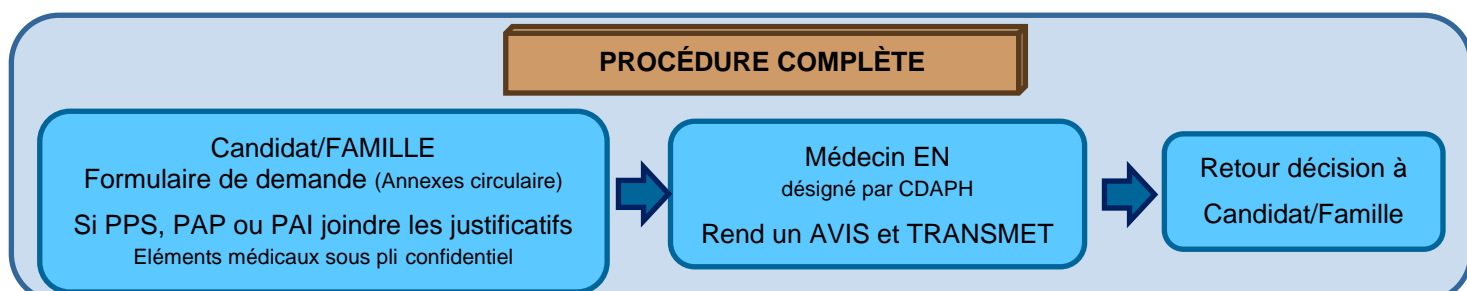 PROCÉDURE COMPLÈTE
Candidat/FAMILLE
Formulaire de demande (Annexes circulaire)
Si PPS, PAP ou PAI joindre les justificatifs
Eléments médicaux sous pli confidentiel
Médecin EN
désigné par CDAPH
Rend un AVIS et TRANSMET
Retour décision à
Candidat/Famille